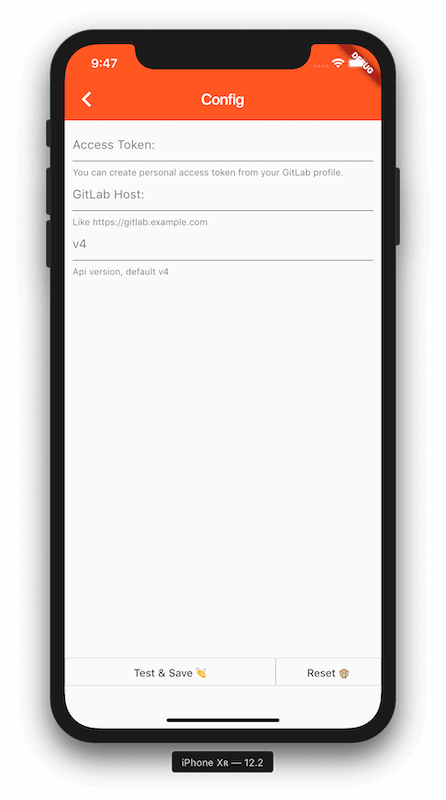 9:47
DEBUG
Config
Access Token:
You can create personal access token from your GitLab profile.
GitLab Host:
Like https://gitlab.example.com
v4
Api version, default v4
Test & Save 👏 Reset 🙊
iPhone Xʀ — 12.2